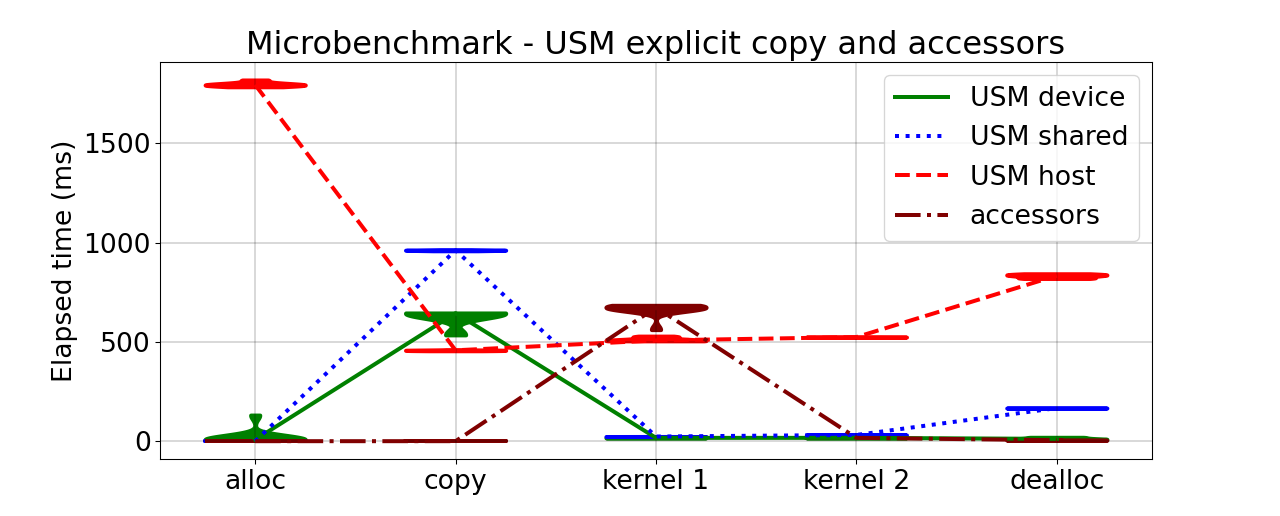 Microbenchmark - USM explicit copy and accessors
Elapsed time (ms)
1500
1000
500
0
alloc copy kernel 1 kernel 2 dealloc
USM device
USM shared
USM host
accessors